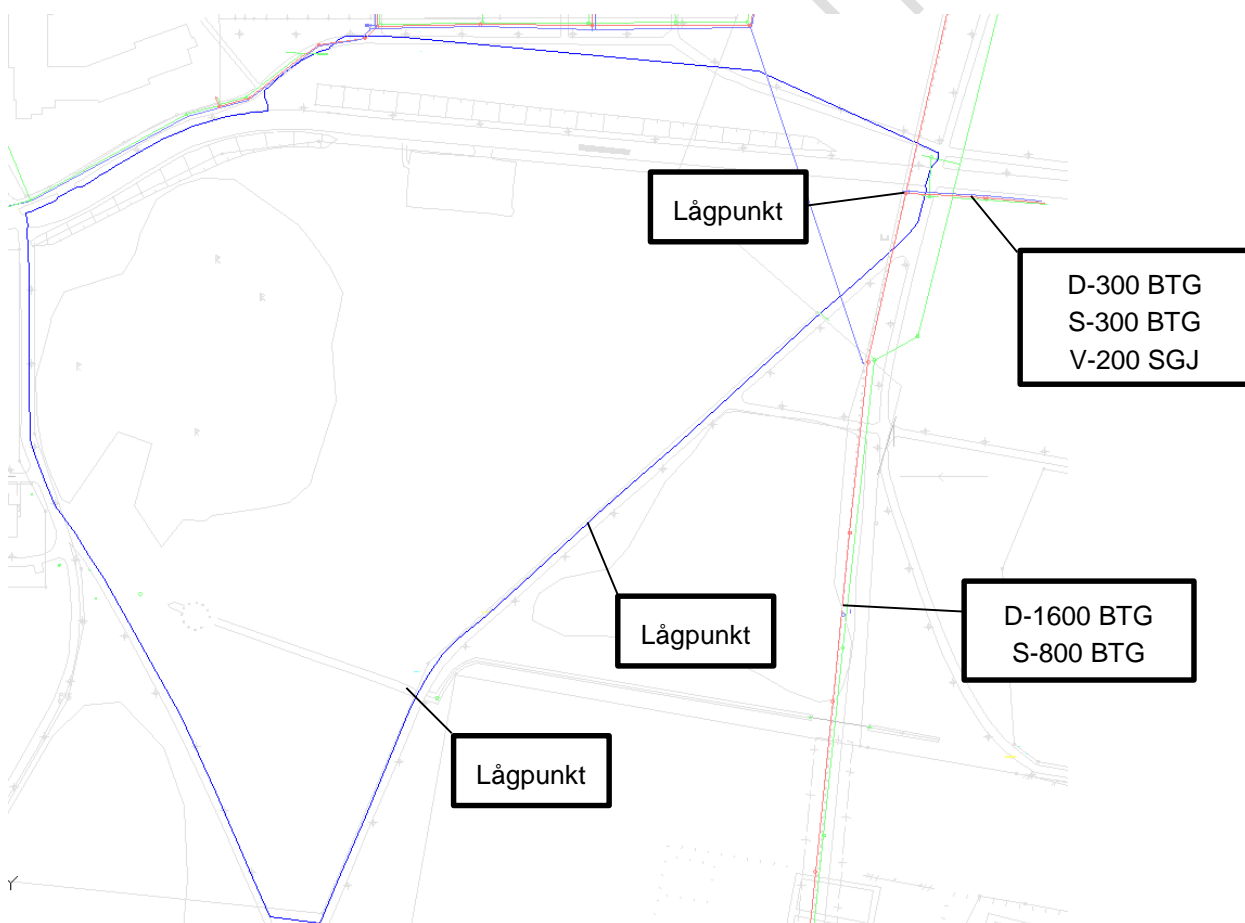 Lågpunkt
D-300 BTG
S-300 BTG
V-200 SGJ
Lågpunkt
D-1600 BTG
S-800 BTG
Lågpunkt